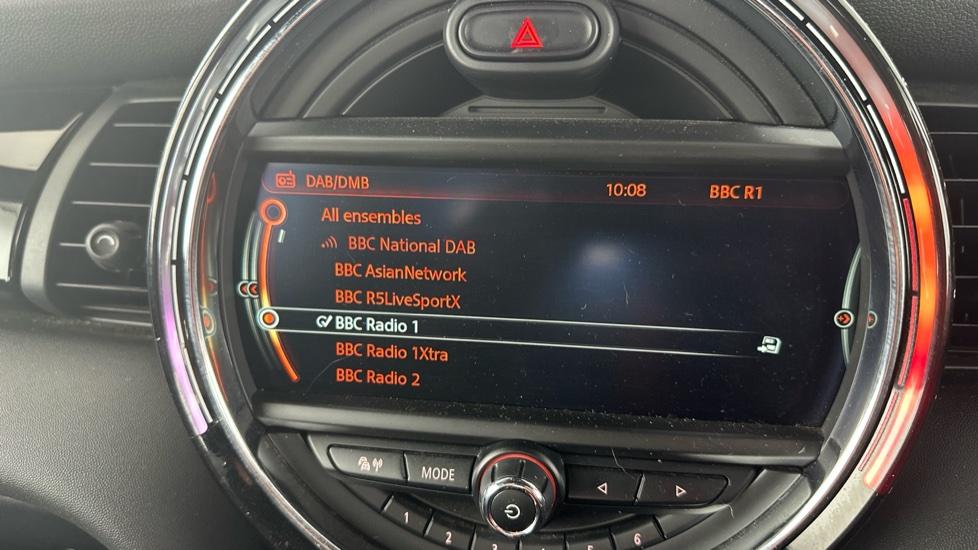 DAB/DMB 10:08 BBC R1
All ensembles
BBC National DAB
BBC AsianNetwork
BBC R5LiveSportX
BBC Radio 1
BBC Radio 1Xtra
BBC Radio 2
MODE
1 2 3 5 6